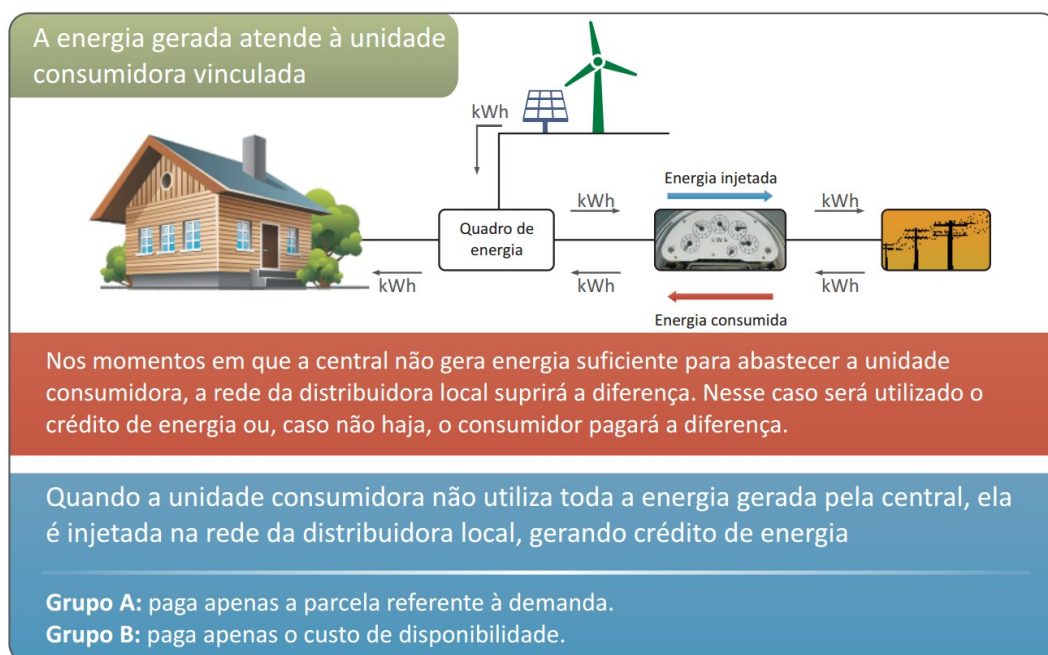 A energia gerada atende à unidade
consumidora vinculada
kWh
Energia injetada
kWh
kWh
Quadro de
energia
kWh
kWh
kWh
kWh
Energia consumida
Nos momentos em que a central não gera energia suficiente para abastecer a unidade
consumidora, a rede da distribuidora local suprirá a diferença. Nesse caso será utilizado o
crédito de energia ou, caso não haja, o consumidor pagará a diferença.
Quando a unidade consumidora não utiliza toda a energia gerada pela central, ela
é injetada na rede da distribuidora local, gerando crédito de energia
Grupo A: paga apenas a parcela referente à demanda.
Grupo B: paga apenas o custo de disponibilidade.